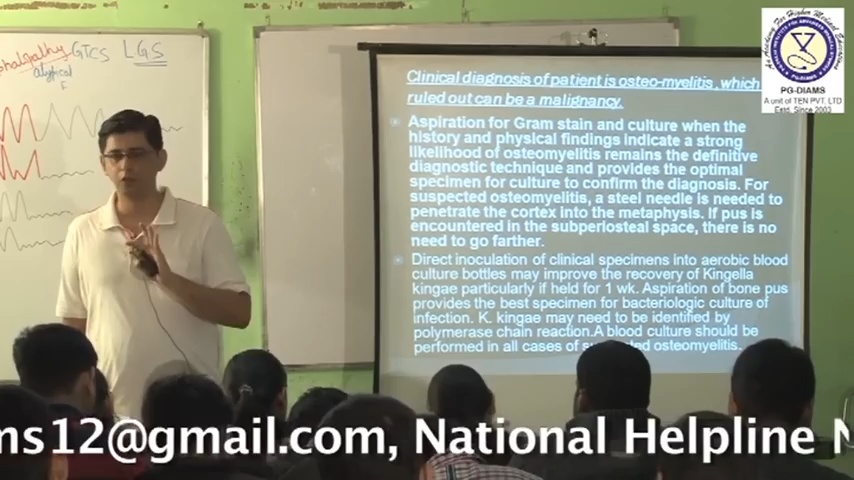 GTCS LGS
atypical
Clinical diagnosis of patient is osteo-myelitis, which
ruled out can be a malignancy.
Aspiration for Gram stain and culture when the
history and physical findings indicate a strong
likelihood of osteomyelitis remains the definitive
diagnostic technique and provides the optimal
specimen for culture to confirm the diagnosis. For
suspected osteomyelitis, a steel needle is needed to
penetrate the cortex into the metaphysis. If pus is
encountered in the subperiosteal space, there is no
need to go farther.
Direct inoculation of clinical specimens into aerobic blood
culture bottles may improve the recovery of Kingella
kingae particularly if held for 1 wk. Aspiration of bone pus
provides the best specimen for bacteriologic culture of
infection. K. kingae may need to be identified by
polymerase chain reaction.A blood culture should be
performed in all cases of osteomyelitis.
PG-DIAMS
A unit of TEN PVT. LTD
Estd. Since 2003
ms12@gmail.com, National Helpline N